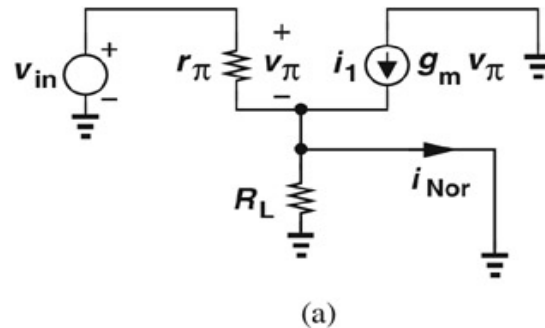 + 
v_in
−
r_π
+
v_π
−
i_1
g_m v_π
R_L
i_Nor
(a)